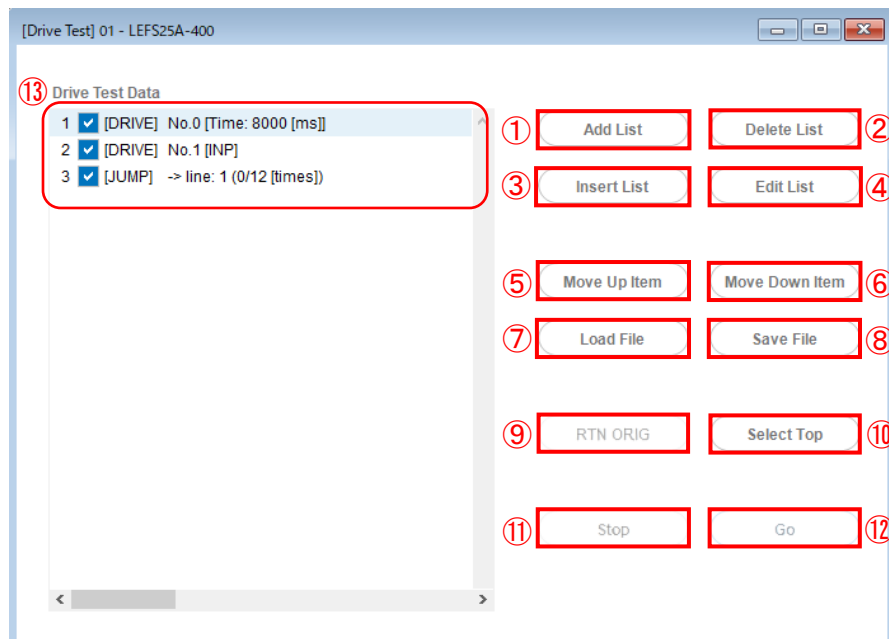 [Drive Test] 01 - LEFS25A-400
⑬ Drive Test Data
1 [DRIVE] No.0 [Time: 8000 [ms]]
2 [DRIVE] No.1 [INP]
3 [JUMP] -> line: 1 (0/12 [times])
① Add List Delete List ②
③ Insert List Edit List ④
⑤ Move Up Item Move Down Item ⑥
⑦ Load File Save File ⑧
⑨ RTN ORIG Select Top ⑩
⑪ Stop Go ⑫